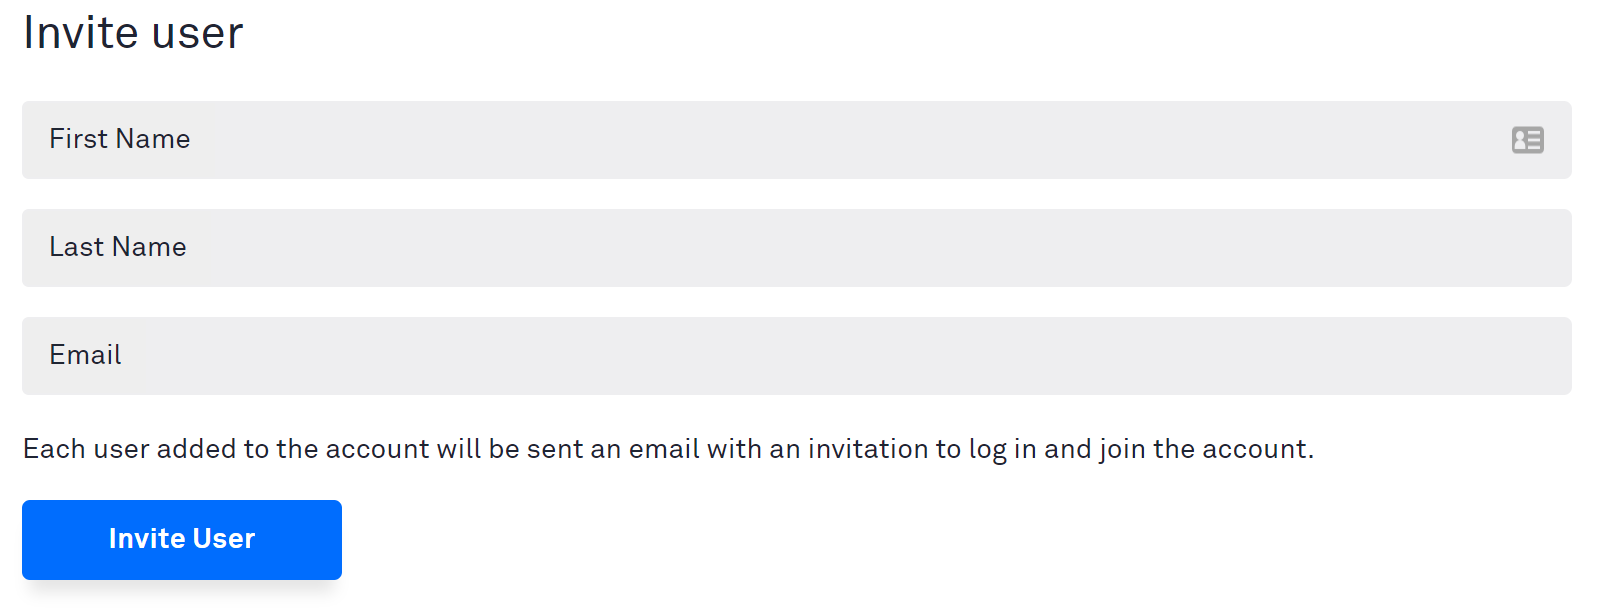 Invite user
First Name
Last Name
Email
Each user added to the account will be sent an email with an invitation to log in and join the account.
Invite User